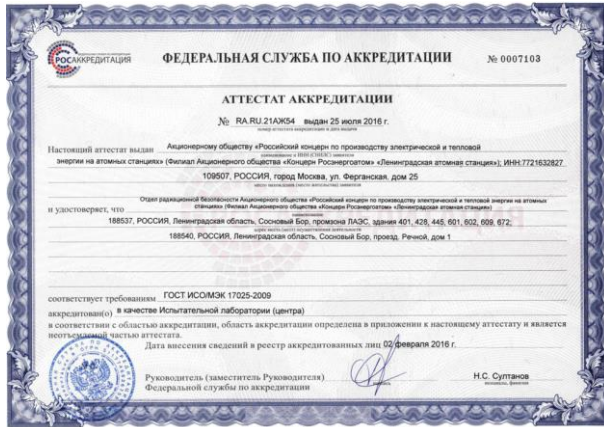 РОСАККРЕДИТАЦИЯ
ФЕДЕРАЛЬНАЯ СЛУЖБА ПО АККРЕДИТАЦИИ
№ 0007103
АТТЕСТАТ АККРЕДИТАЦИИ
№ RA.RU.21АЖ54 выдан 25 июля 2016 г.
номер аттестата аккредитации и дата выдачи
Настоящий аттестат выдан Акционерному обществу «Российский концерн по производству электрической и тепловой
энергии на атомных станциях» (Филиал Акционерного общества «Концерн Росэнергоатом» «Ленинградская атомная станция»); ИНН:7721632827
109507, РОССИЯ, город Москва, ул. Ферганская, дом 25
Отдел радиационной безопасности Акционерного общества «Российский концерн по производству электрической и тепловой энергии на атомных
и удостоверяет, что станциях» (Филиал Акционерного общества «Концерн Росэнергоатом» «Ленинградская атомная станция»)
188537, РОССИЯ, Ленинградская область, Сосновый Бор, промзона ЛАЭС, здания 401, 428, 445, 601, 602, 609, 672;
188540, РОССИЯ, Ленинградская область, Сосновый Бор, проезд. Речной, дом 1
соответствует требованиям ГОСТ ИСО/МЭК 17025-2009
аккредитован(о) в качестве Испытательной лаборатории (центра)
в соответствии с областью аккредитации, область аккредитации определена в приложении к настоящему аттестату и является
неотъемлемой частью аттестата.
Дата внесения сведений в реестр аккредитованных лиц 02 февраля 2016 г.
Руководитель (заместитель Руководителя)
Федеральной службы по аккредитации
Н.С. Султанов
инициалы, фамилия